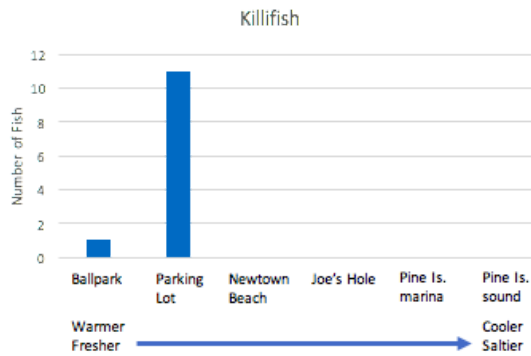 Killifish
Number of Fish
12
10
8
6
4
2
0
Ballpark
Parking
Lot
Newtown
Beach
Joe's Hole
Pine Is.
marina
Pine Is.
sound
Warmer
Fresher
Cooler
Saltier